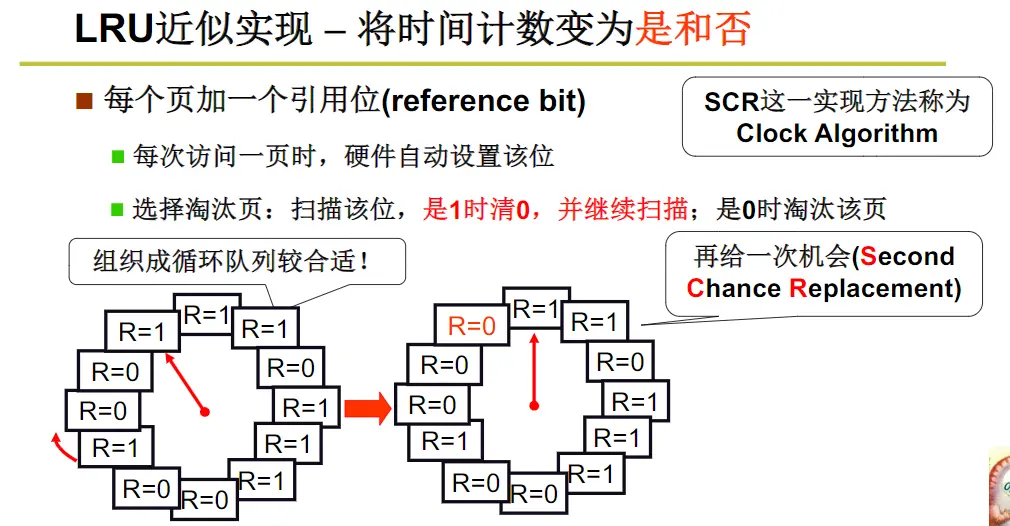 LRU近似实现 – 将时间计数变为是和否
每个页加一个引用位(reference bit)
SCR这一实现方法称为
Clock Algorithm
每次访问一页时，硬件自动设置该位
选择淘汰页：扫描该位，是1时清0，并继续扫描；是0时淘汰该页
组织成循环队列较合适！
再给一次机会(Second
Chance Replacement)
R=1
R=1
R=1
R=0
R=0
R=0
R=1
R=1
R=1
R=0
R=0
R=1
R=1
R=0
R=1
R=0
R=0
R=0
R=1
R=1
R=1
R=0
R=0
R=1